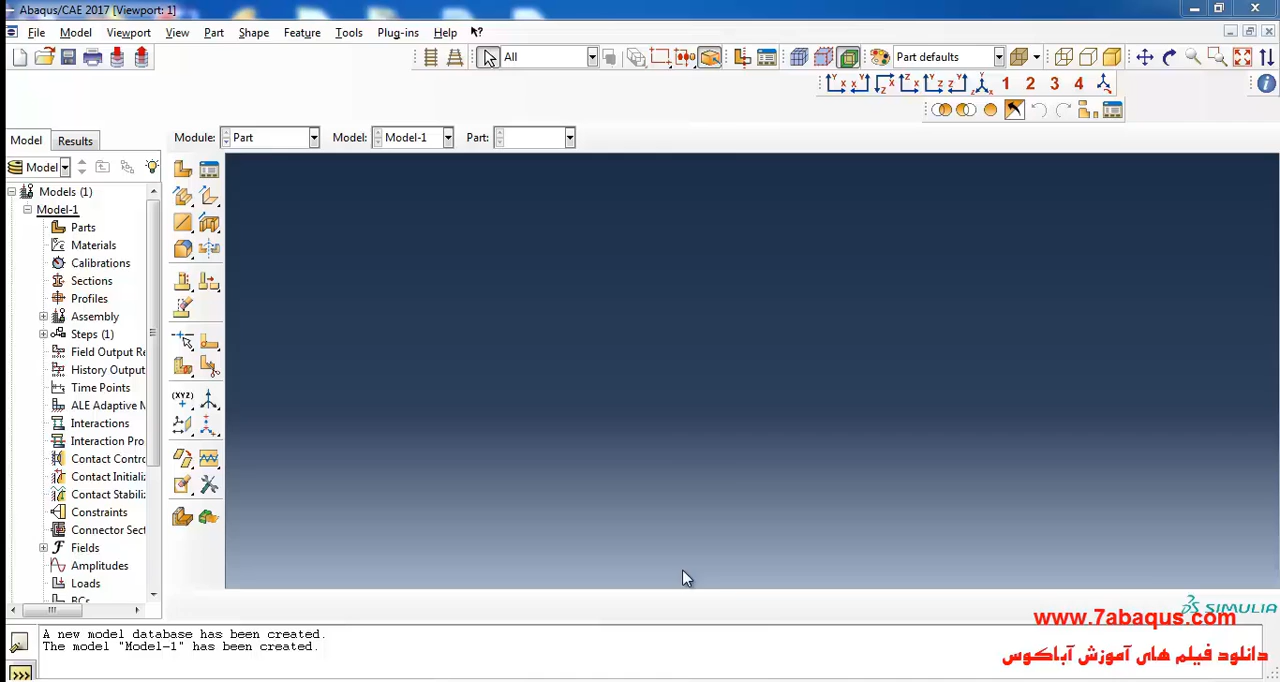 Abaqus/CAE 2017 [Viewport: 1]
File Model Viewport View Part Shape Feature Tools Plug-ins Help
All Part defaults
1 2 3 4
Model Results Module: Part Model: Model-1 Part:
Model
Models (1)
Model-1
Parts
Materials
Calibrations
Sections
Profiles
Assembly
Steps (1)
Field Output Re
History Output
Time Points
ALE Adaptive M
Interactions
Interaction Pro
Contact Contro
Contact Initializ
Contact Stabiliz
Constraints
Connector Sect
Fields
Amplitudes
Loads
BCs
(XYZ)
SIMULIA
www.7abaqus.com
دانلود فیلم های آموزش آباکوس
A new model database has been created.
The model "Model-1" has been created.
>>>